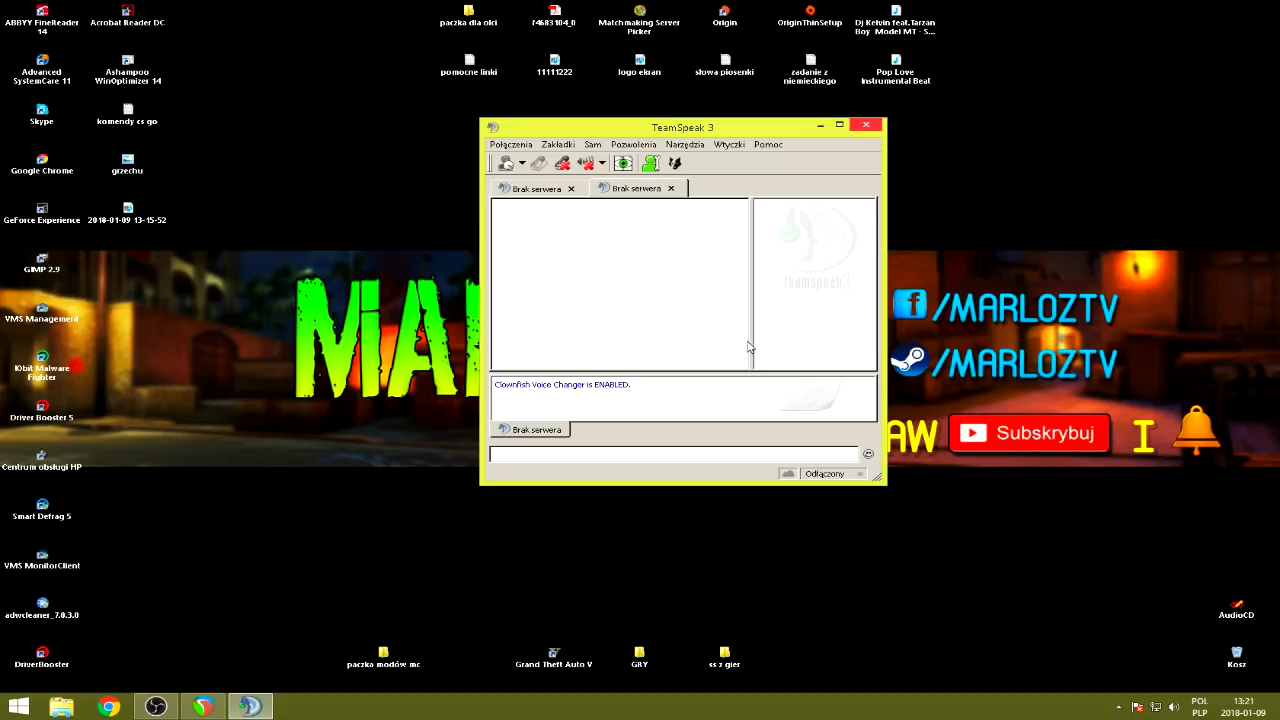 ABBYY FineReader
14
Acrobat Reader DC
paczka dla olci
f4683104_0
Matchmaking Server
Picker
Origin
OriginThinSetup
Dj Kelvin feat.Tarzan
Boy Model MT - S...
Advanced
SystemCare 11
Ashampoo
WinOptimizer 14
pomocne linki
11111222
logo ekran
słowa piosenki
zadanie z
niemieckiego
Pop Love
Instrumental Beat
Skype
komendy cs go
Google Chrome
grzechu
GeForce Experience
2018-01-09 13-15-52
GIMP 2.9
VMS Management
IObit Malware
Fighter
Driver Booster 5
Centrum obsługi HP
Smart Defrag 5
VMS MonitorClient
adwcleaner_7.0.3.0
DriverBooster
TeamSpeak 3
Połączenia Zakładki Sam Pozwolenia Narzędzia Wtyczki Pomoc
Brak serwera
Brak serwera
teamspeak3
Clownfish Voice Changer is ENABLED.
Brak serwera
Odłączony
/MARLOZTV
/MARLOZTV
AW
Subskrybuj
I
paczka modów mc
Grand Theft Auto V
GRY
ss z gier
AudioCD
Kosz
POL
PLP
13:21
2018-01-09